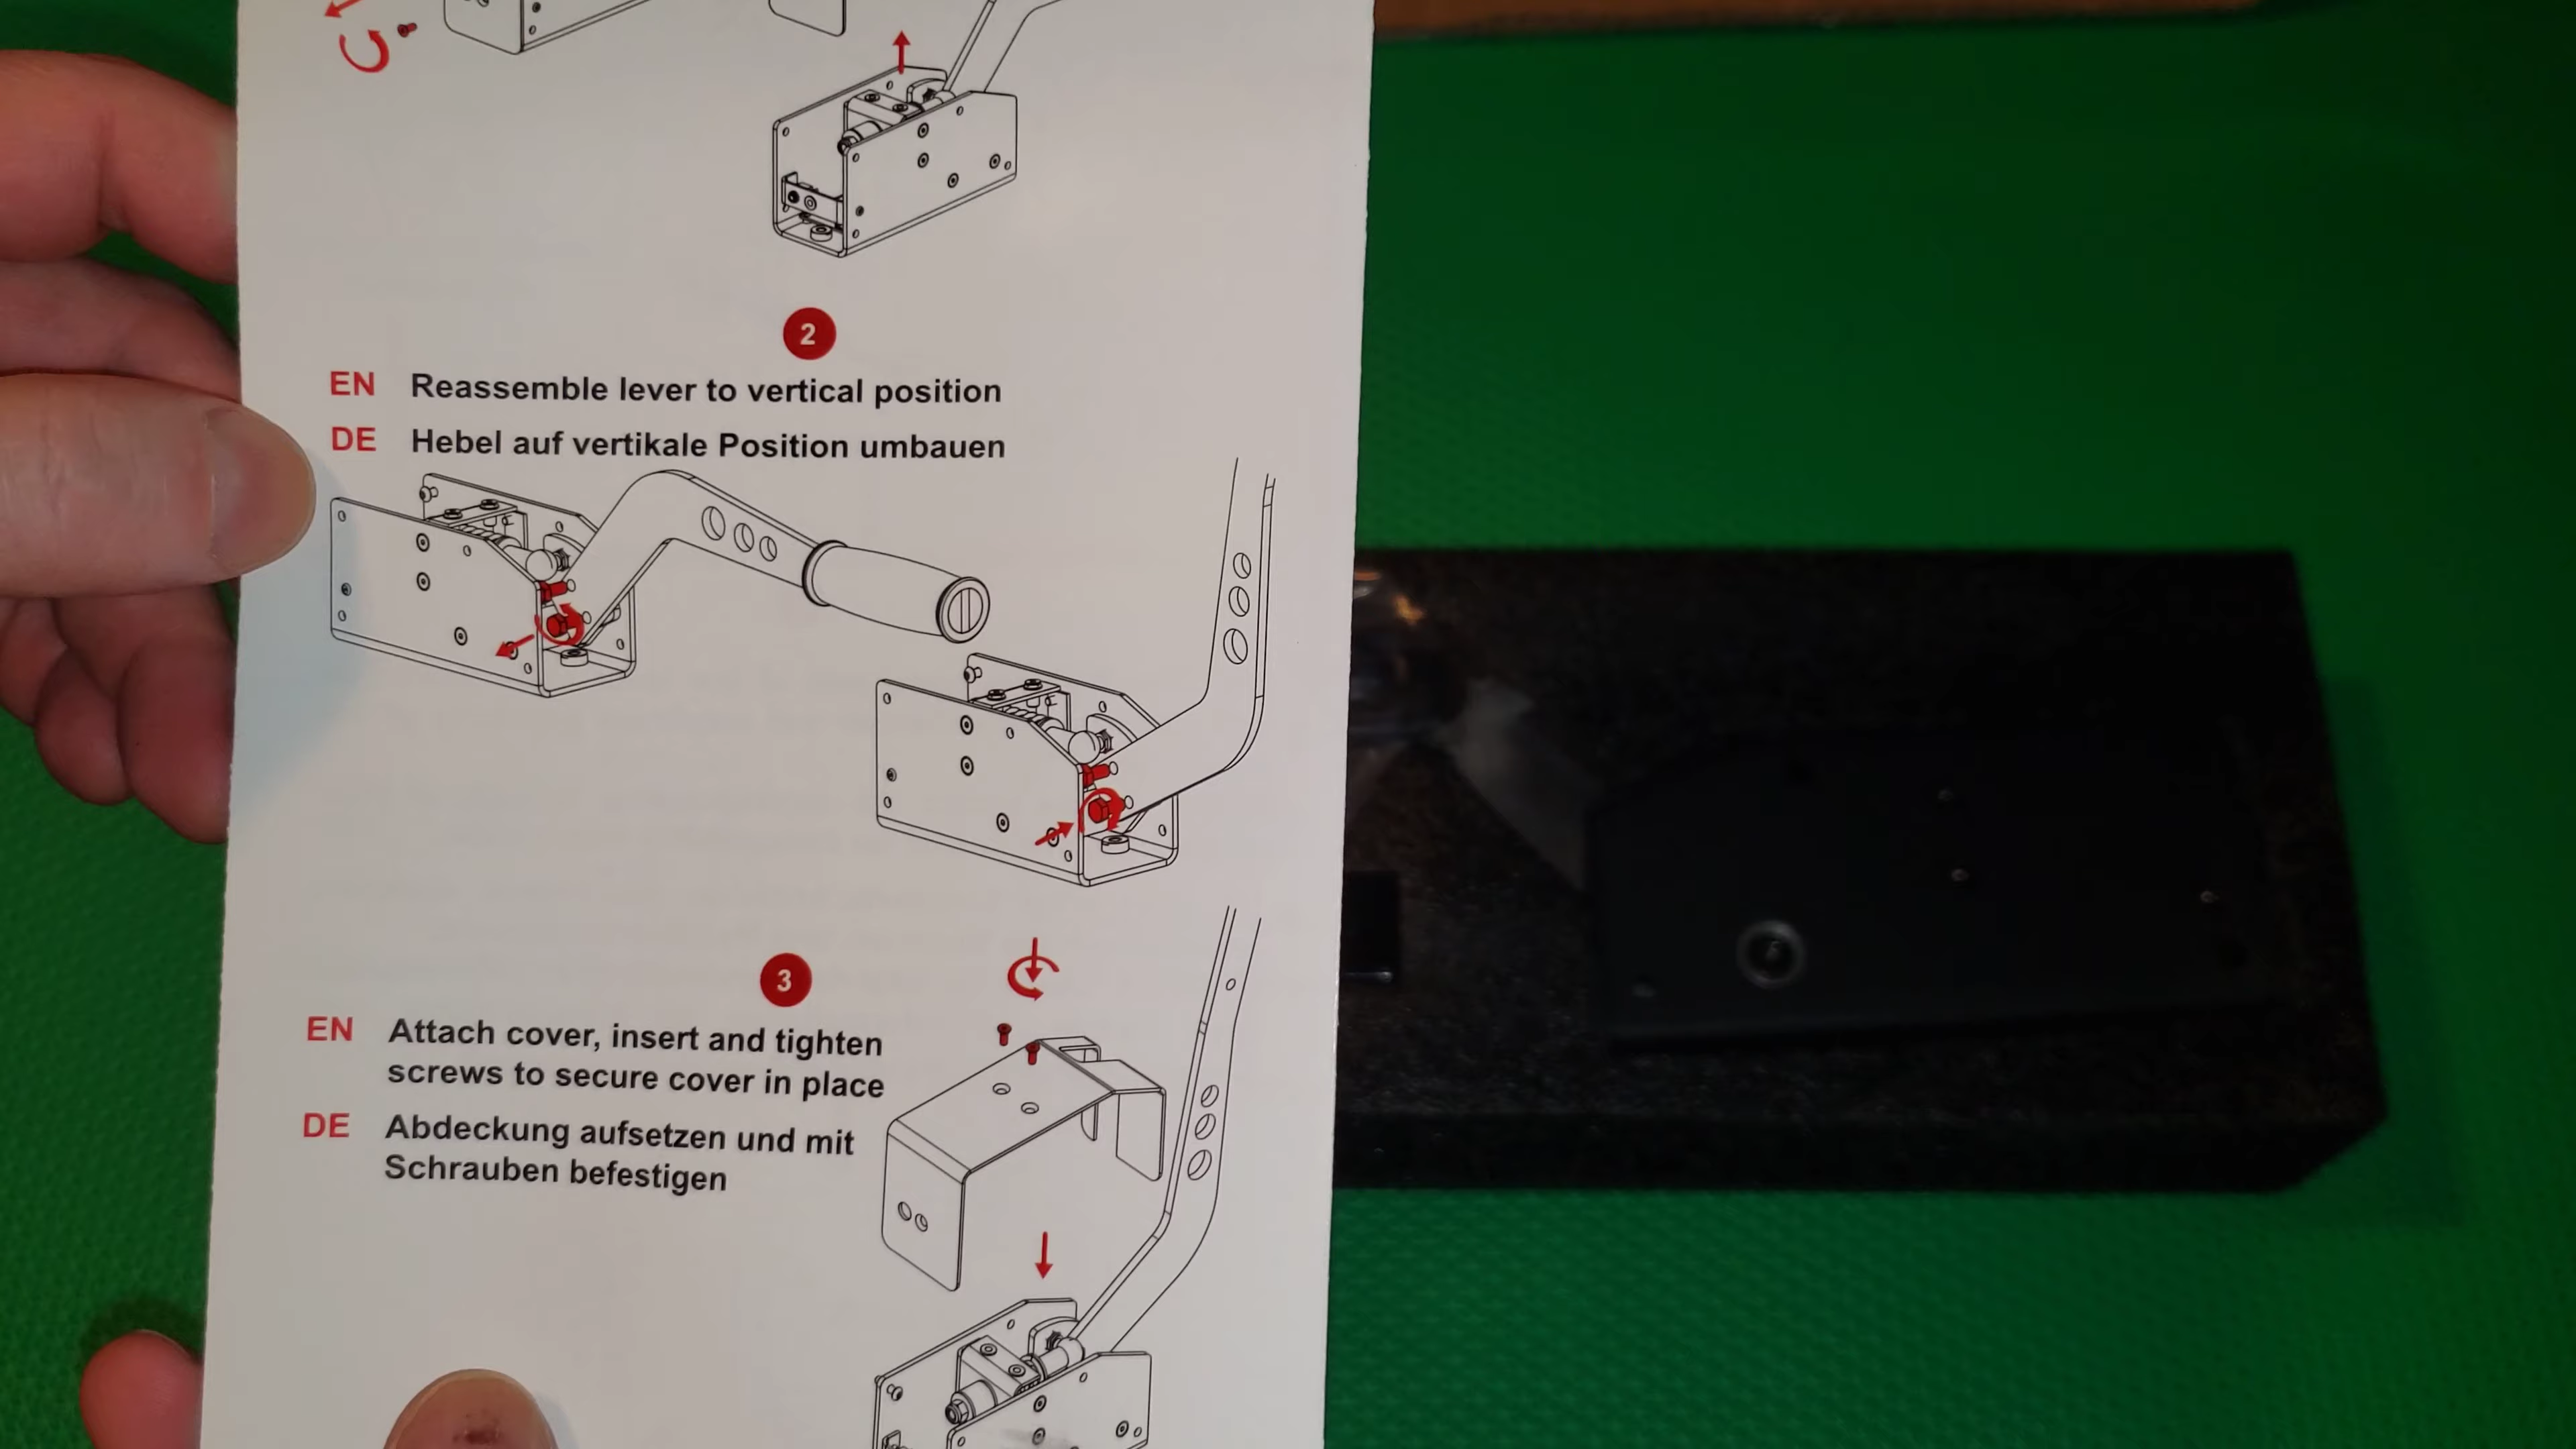 2
EN Reassemble lever to vertical position
DE Hebel auf vertikale Position umbauen
3
EN Attach cover, insert and tighten
screws to secure cover in place
DE Abdeckung aufsetzen und mit
Schrauben befestigen